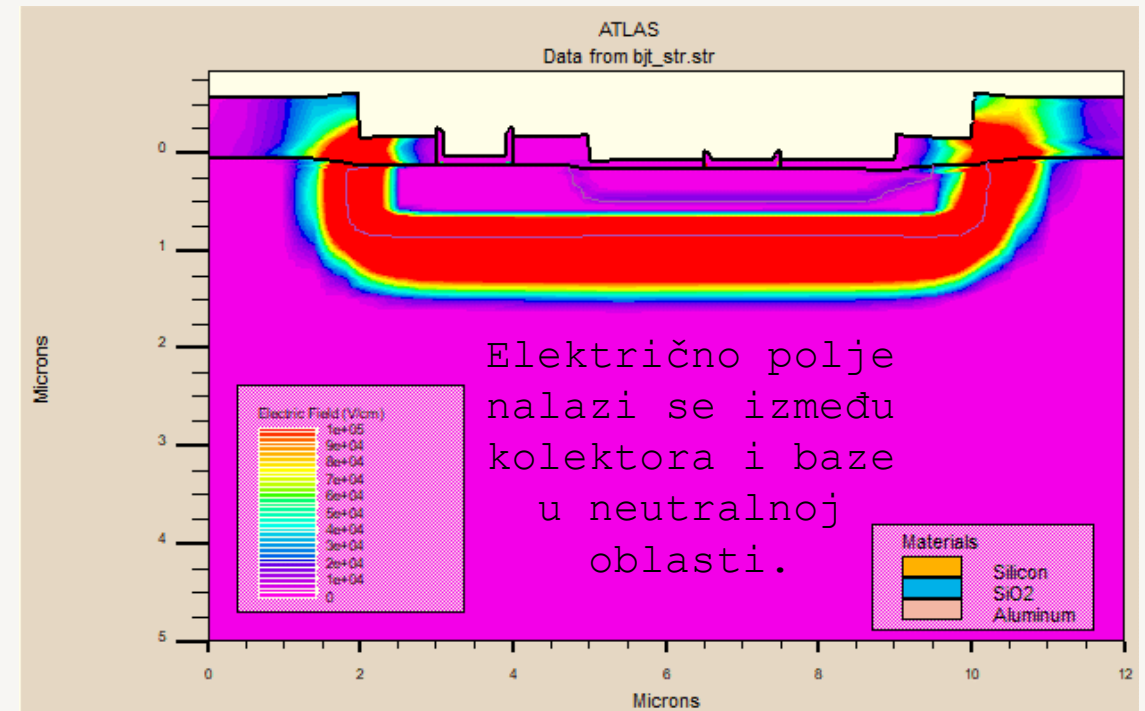 ATLAS
Data from bjt_str.str
0
1
2
3
4
5
Microns
Električno polje
nalazi se između
kolektora i baze
u neutralnoj
oblasti.
Electric Field (V/cm)
1e+05
9e+04
8e+04
7e+04
6e+04
5e+04
4e+04
3e+04
2e+04
1e+04
0
Materials
Silicon
SiO2
Aluminum
0 2 4 6 8 10 12
Microns